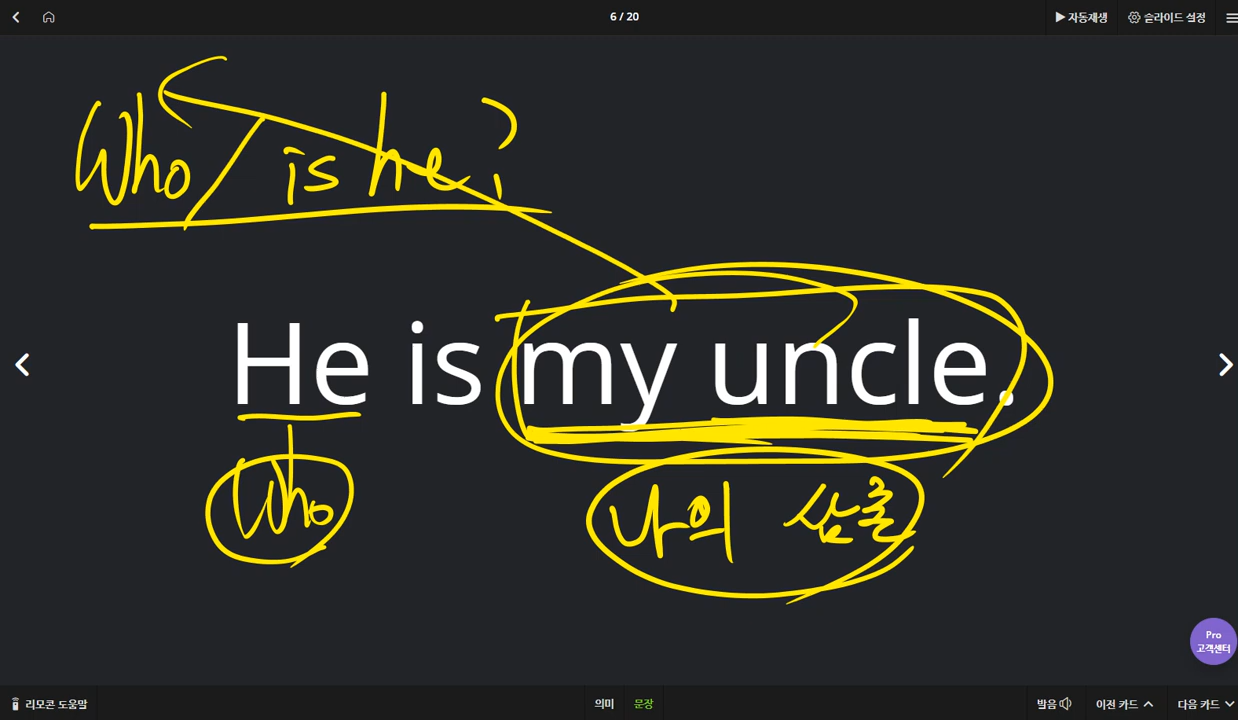 6 / 20
자동재생
슬라이드 설정
Who is he?
He is my uncle.
Who
나의 삼촌
Pro
고객센터
리모콘 도움말
의미
문장
발음
이전 카드
다음 카드